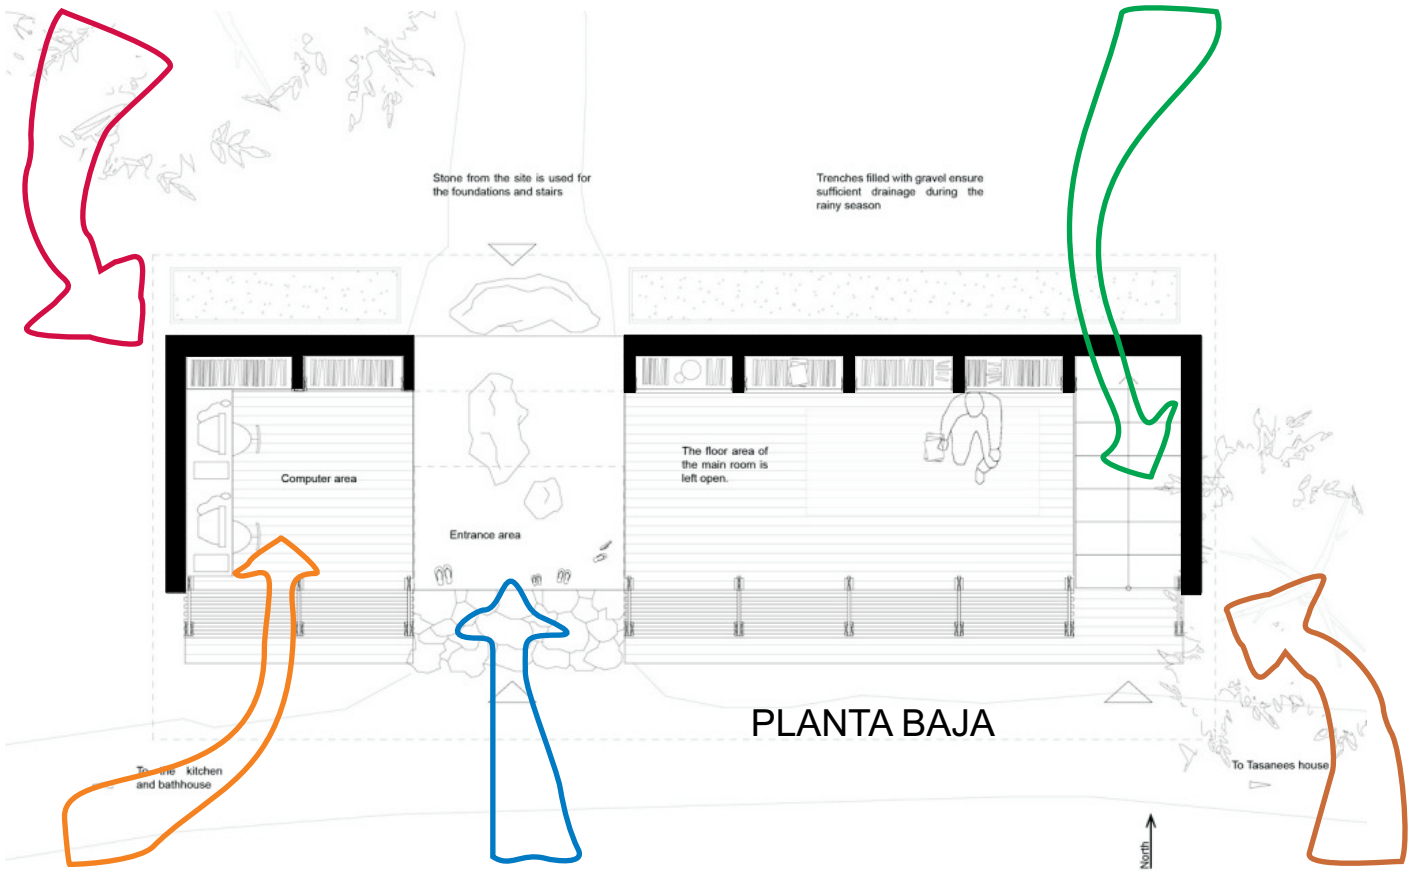 Stone from the site is used for
the foundations and stairs
Trenches filled with gravel ensure
sufficient drainage during the
rainy season
The floor area of
the main room is
left open.
Computer area
Entrance area
PLANTA BAJA
To the kitchen
and bathhouse
To Tasanees house
North